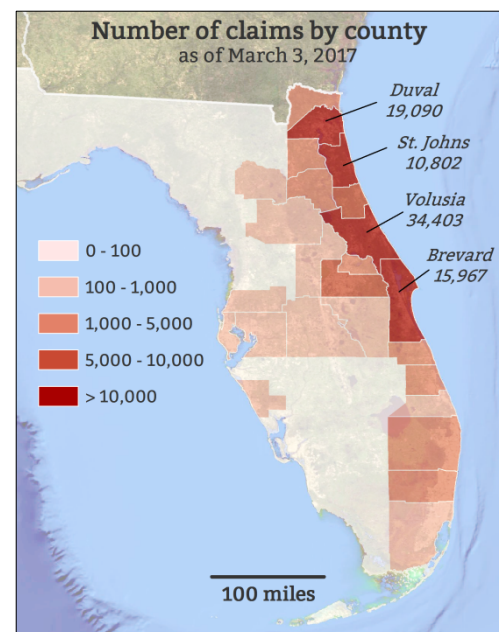 Number of claims by county
as of March 3, 2017
Duval
19,090
St. Johns
10,802
Volusia
34,403
Brevard
15,967
0 - 100
100 - 1,000
1,000 - 5,000
5,000 - 10,000
> 10,000
100 miles